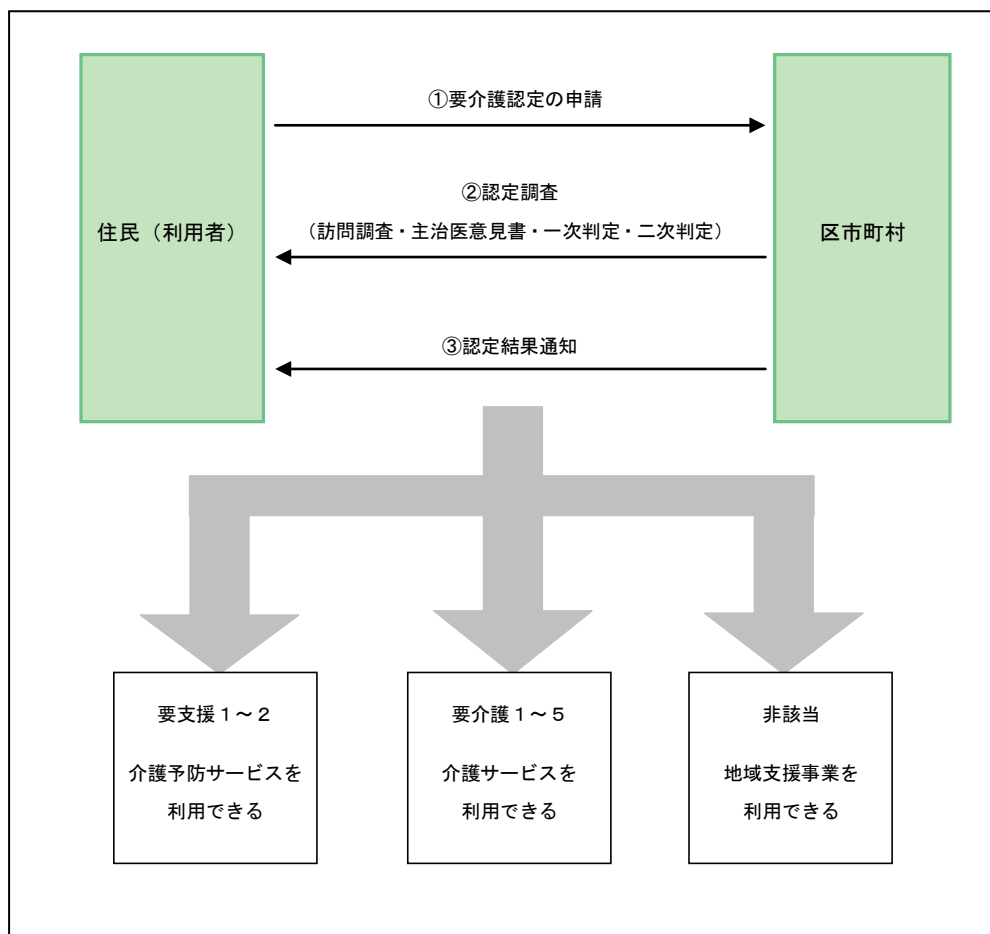 ①要介護認定の申請
②認定調査
（訪問調査・主治医意見書・一次判定・二次判定）
住民（利用者）
区市町村
③認定結果通知
要支援１～２
介護予防サービスを
利用できる
要介護１～５
介護サービスを
利用できる
非該当
地域支援事業を
利用できる